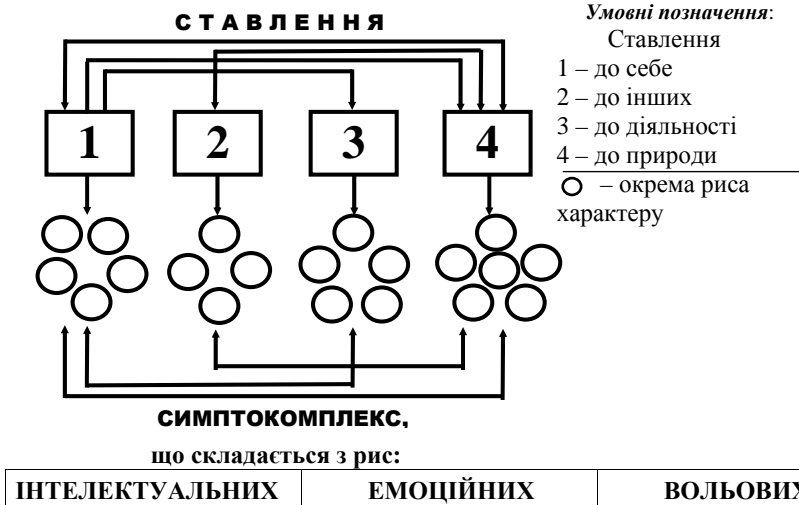 СТАВЛЕННЯ
1 2 3 4
Умовні позначення:
Ставлення
1 – до себе
2 – до інших
3 – до діяльності
4 – до природи
– окрема риса
характеру
СИМПТОКОМПЛЕКС,
що складається з рис:
ІНТЕЛЕКТУАЛЬНИХ ЕМОЦІЙНИХ